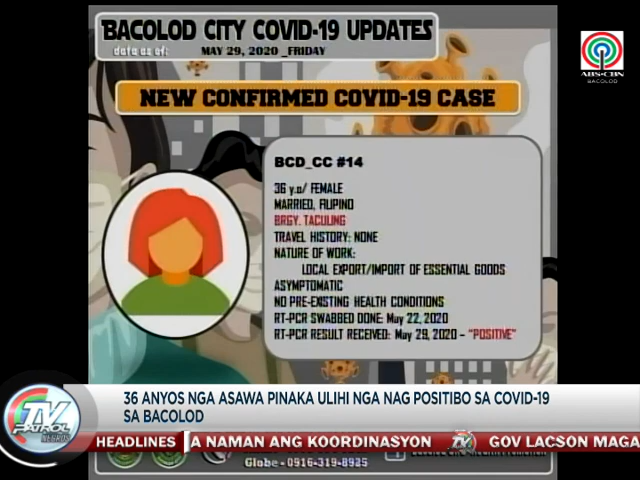 BACOLOD CITY COVID-19 UPDATES
data as of: MAY 29, 2020 _FRIDAY
ABS-CBN
BACOLOD
NEW CONFIRMED COVID-19 CASE
BCD_CC #14
36 y.o/ FEMALE
MARRIED, FILIPINO
BRGY. TACULING
TRAVEL HISTORY: NONE
NATURE OF WORK:
LOCAL EXPORT/IMPORT OF ESSENTIAL GOODS
ASYMPTOMATIC
NO PRE-EXISTING HEALTH CONDITIONS
RT-PCR SWABBED DONE: May 22, 2020
RT-PCR RESULT RECEIVED: May 29, 2020 - "POSITIVE"
36 ANYOS NGA ASAWA PINAKA ULIHI NGA NAG POSITIBO SA COVID-19
SA BACOLOD
TV
PATROL
NEGROS
HEADLINES A NAMAN ANG KOORDINASYON TV GOV LACSON MAGA
Globe - 0916-319-8925